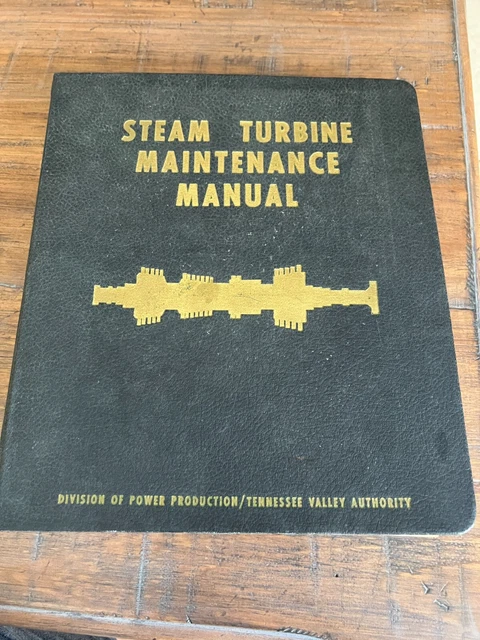 STEAM TURBINE
MAINTENANCE
MANUAL
DIVISION OF POWER PRODUCTION/TENNESSEE VALLEY AUTHORITY